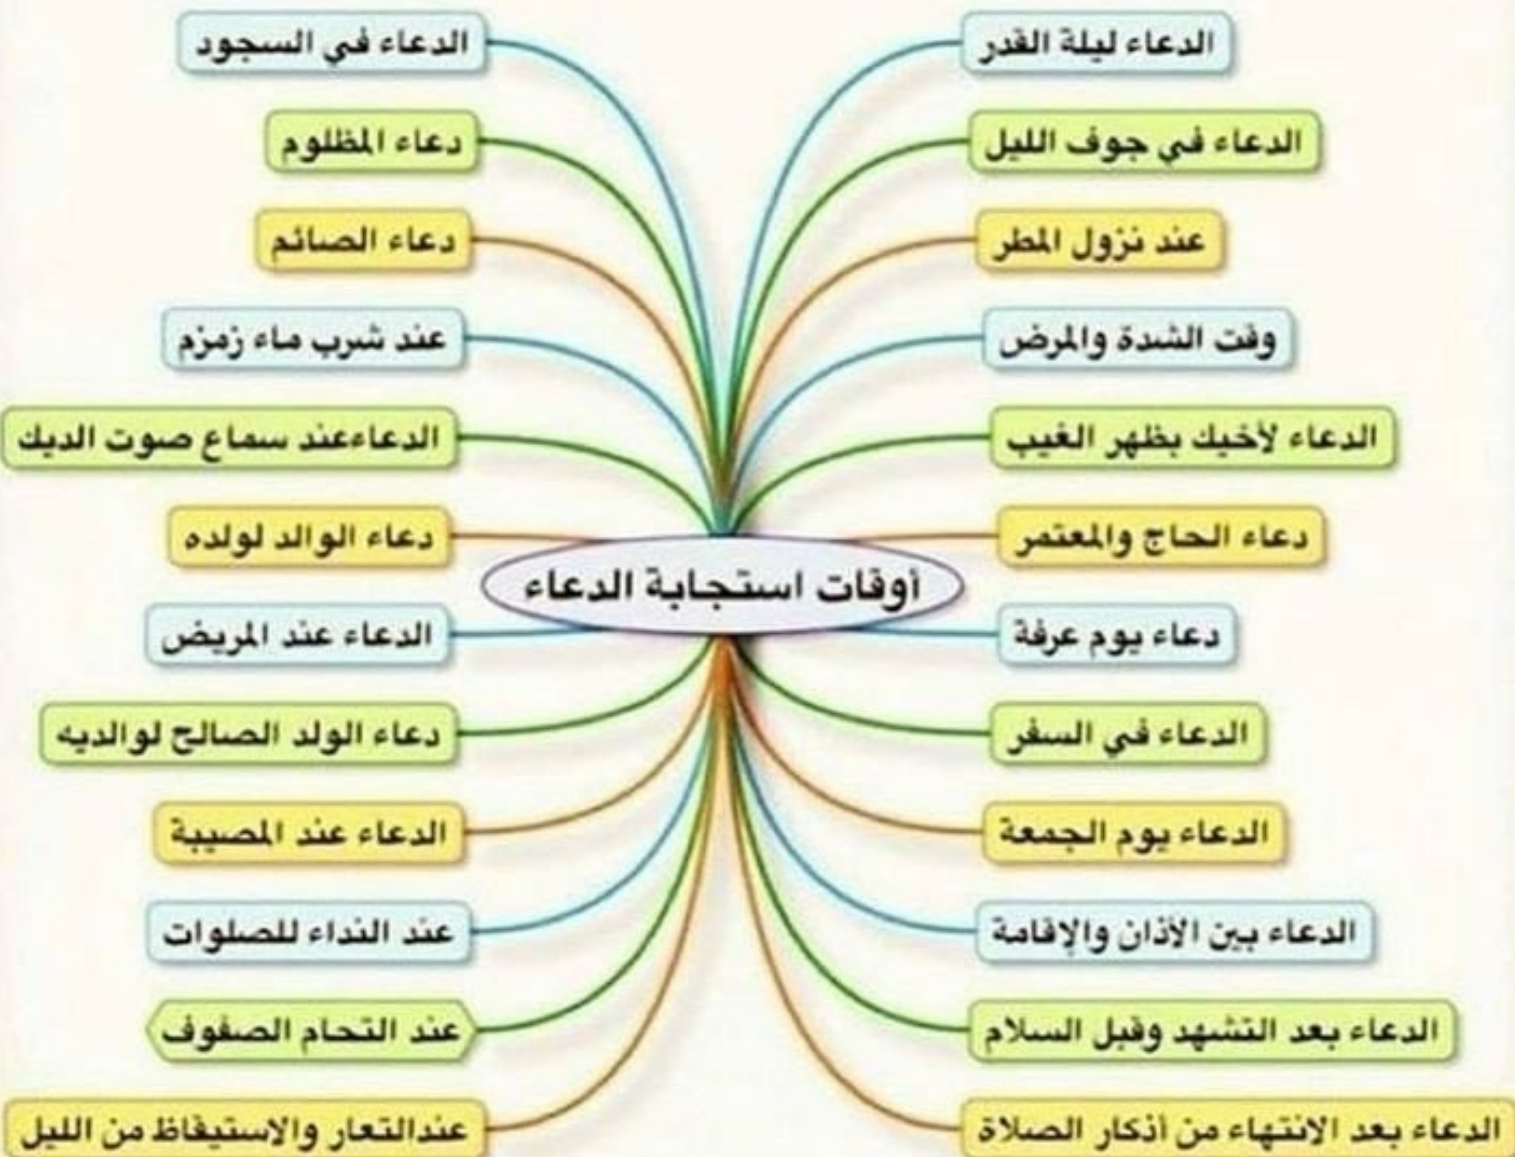 الدعاء ليلة القدر
الدعاء في جوف الليل
عند نزول المطر
وقت الشدة والمرض
الدعاء لأخيك بظهر الغيب
دعاء الحاج والمعتمر
دعاء يوم عرفة
الدعاء في السفر
الدعاء يوم الجمعة
الدعاء بين الأذان والإقامة
الدعاء بعد التشهد وقبل السلام
الدعاء بعد الانتهاء من أذكار الصلاة
أوقات استجابة الدعاء
الدعاء في السجود
دعاء المظلوم
دعاء الصائم
عند شرب ماء زمزم
الدعاءعند سماع صوت الديك
دعاء الوالد لولده
الدعاء عند المريض
دعاء الولد الصالح لوالديه
الدعاء عند المصيبة
عند النداء للصلوات
عند التحام الصفوف
عندالتعار والاستيقاظ من الليل